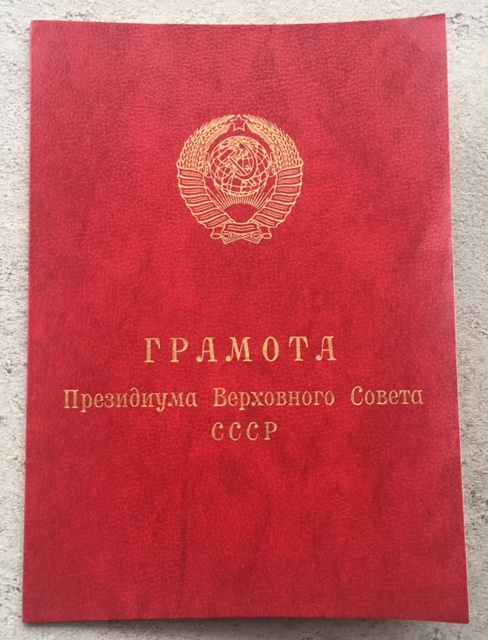 ГРАМОТА
Президиума Верховного Совета
СССР